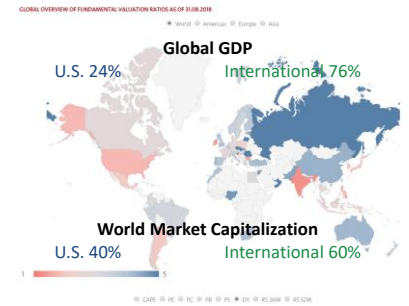 GLOBAL OVERVIEW OF FUNDAMENTAL VALUATION RATIOS AS OF 31.08.2018
World Americas Europe Asia
Global GDP
U.S. 24% International 76%
World Market Capitalization
U.S. 40% International 60%
1 5
CAPE PE PC PB PS DY RS 26W RS 52W